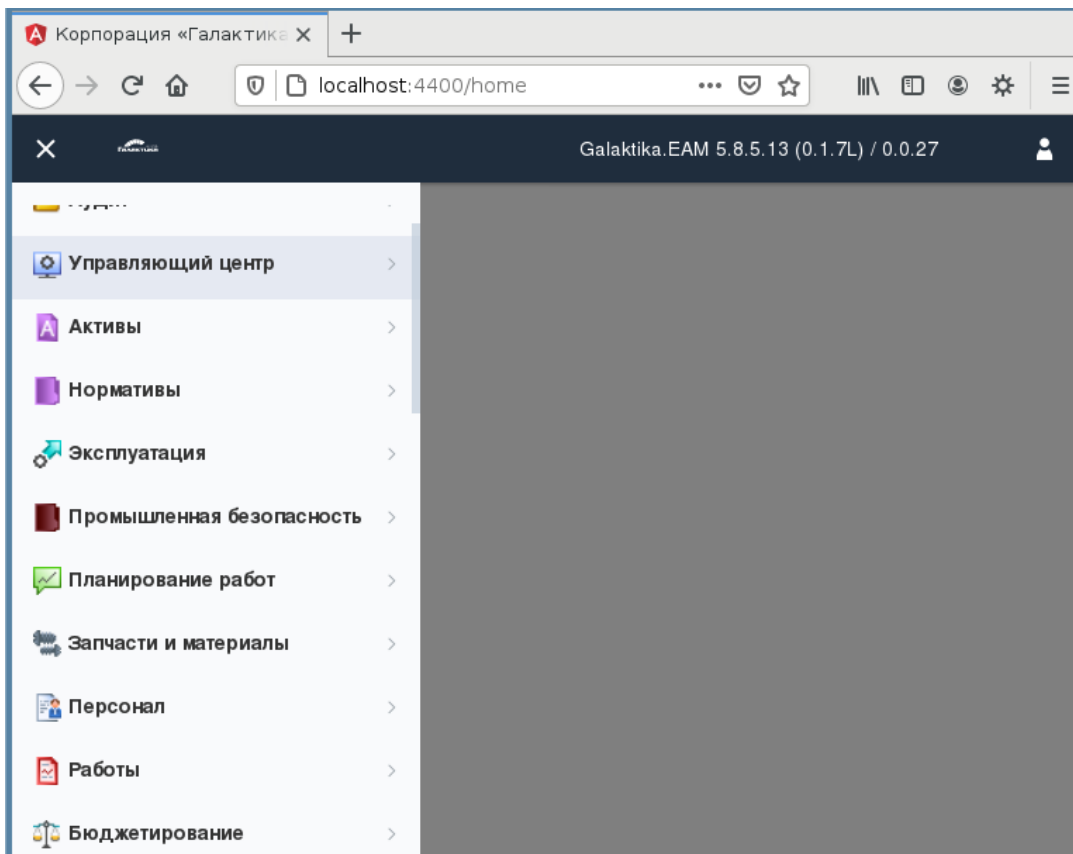 Корпорация «Галактика
localhost:4400/home
Galaktika.EAM 5.8.5.13 (0.1.7L) / 0.0.27
Управляющий центр
Активы
Нормативы
Эксплуатация
Промышленная безопасность
Планирование работ
Запчасти и материалы
Персонал
Работы
Бюджетирование